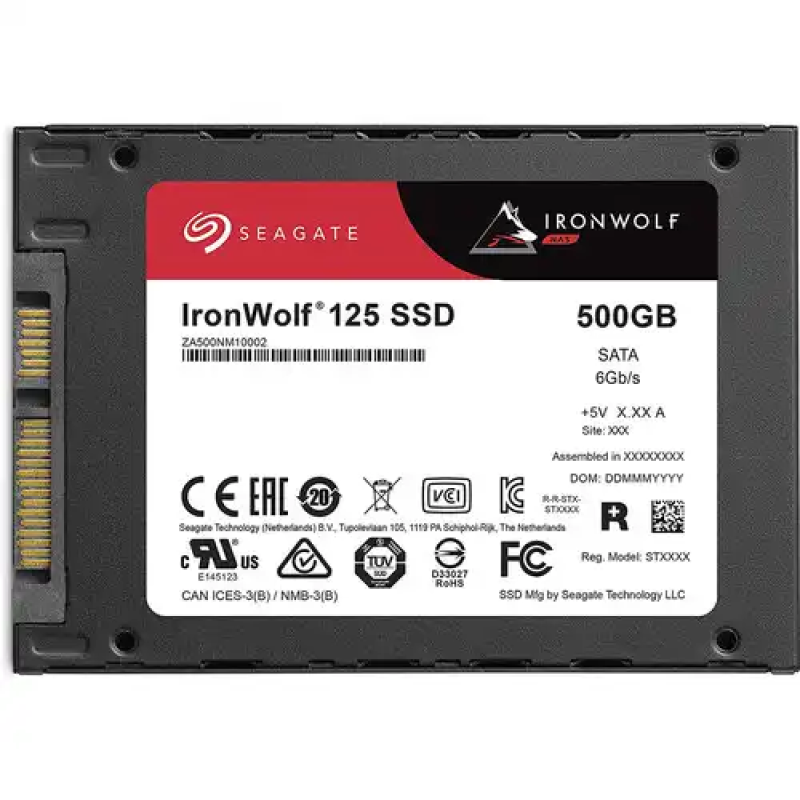 SEAGATE
IRONWOLF
NAS
IronWolf® 125 SSD
500GB
ZA500NM10002
SATA
6Gb/s
+5V X.XX A
Site: XXX
Assembled in XXXXXXXX
DOM: DDMMMYYYY
CE EAC 20
VCI
R-R-STX-
STXXXX
R
Seagate Technology (Netherlands) B.V., Tupolevlaan 105, 1119 PA Schiphol-Rijk, The Netherlands
c RU® US
E145123
TÜV
SÜD
D33027
RoHS
FC
Reg. Model: STXXXX
CAN ICES-3(B) / NMB-3(B)
SSD Mfg by Seagate Technology LLC